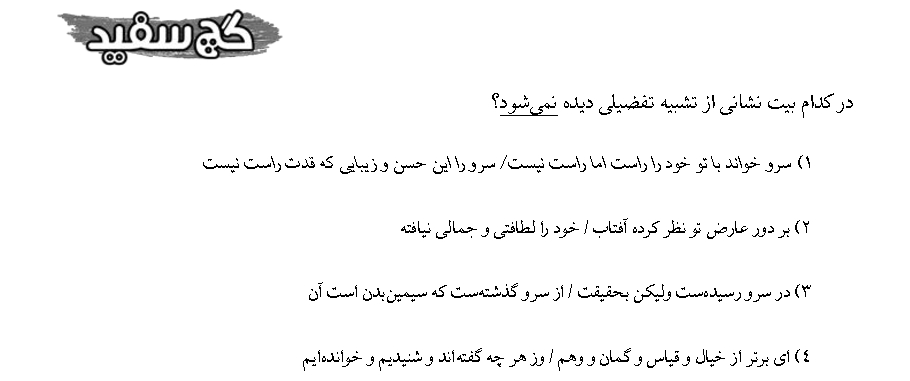 گچ سفید
در کدام بیت نشانی از تشبیه تفضیلی دیده نمی‌شود؟
۱) سرو خواند با تو خود را راست اما راست نیست/ سرو را این حسن و زیبایی که قدت راست نیست
۲) بر دور عارض تو نظر کرده آفتاب / خود را لطافتی و جمالی نیافته
۳) در سرو رسیده‌ست ولیکن بحقیقت / از سرو گذشته‌ست که سیمین‌بدن است آن
۴) ای برتر از خیال و قیاس و گمان و وهم / وز هر چه گفته‌اند و شنیدیم و خوانده‌ایم